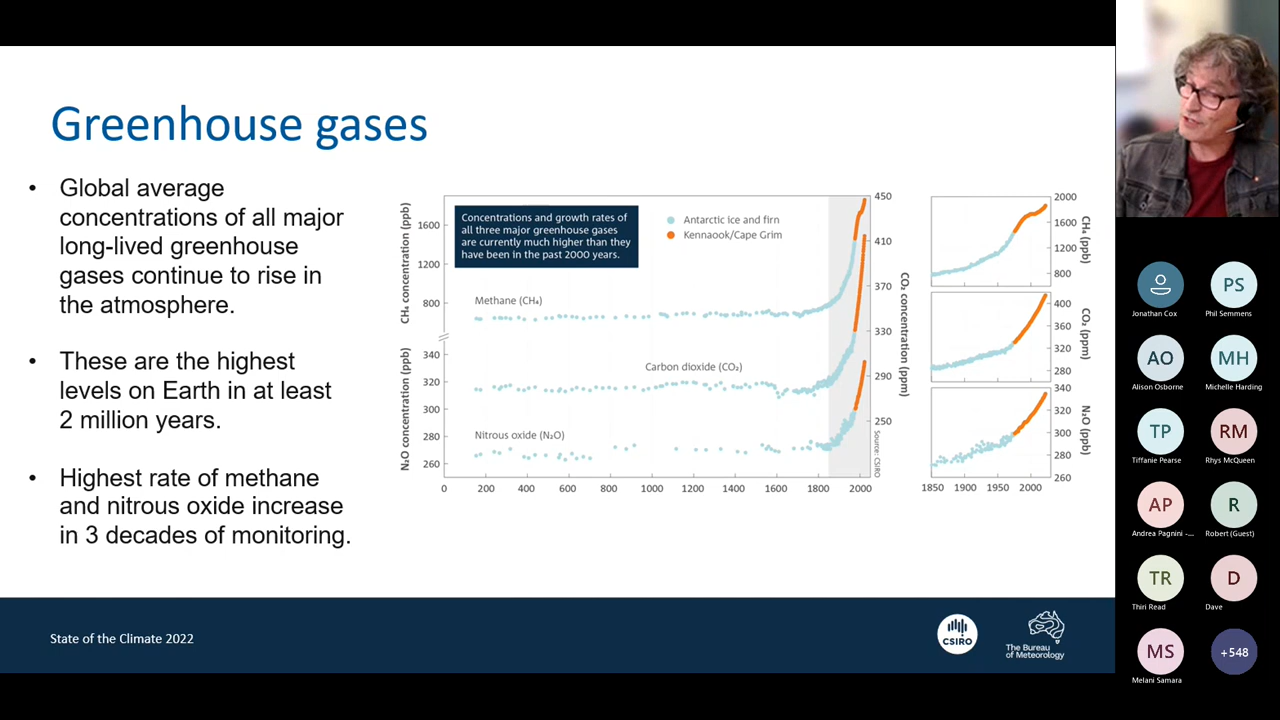 Greenhouse gases
• Global average
concentrations of all major
long-lived greenhouse
gases continue to rise in
the atmosphere.
• These are the highest
levels on Earth in at least
2 million years.
• Highest rate of methane
and nitrous oxide increase
in 3 decades of monitoring.
CH₄ concentration (ppb)
1600
1200
800
N₂O concentration (ppb)
340
320
300
280
260
Concentrations and growth rates of
all three major greenhouse gases
are currently much higher than they
have been in the past 2000 years.
Antarctic ice and firn
Kennaook/Cape Grim
Methane (CH₄)
Carbon dioxide (CO₂)
Nitrous oxide (N₂O)
450
410
370
330
290
250
CO₂ concentration (ppm)
Source: CSIRO
0 200 400 600 800 1000 1200 1400 1600 1800 2000
2000
1600
1200
800
CH₄ (ppb)
400
360
320
280
CO₂ (ppm)
340
320
300
280
260
N₂O (ppb)
1850 1900 1950 2000
State of the Climate 2022
CSIRO
The Bureau
of Meteorology
Jonathan Cox
PS
Phil Semmens
AO
Alison Osborne
MH
Michelle Harding
TP
Tiffanie Pearse
RM
Rhys McQueen
AP
Andrea Pagnini -...
R
Robert (Guest)
TR
Thiri Read
D
Dave
MS
Melani Samara
+548